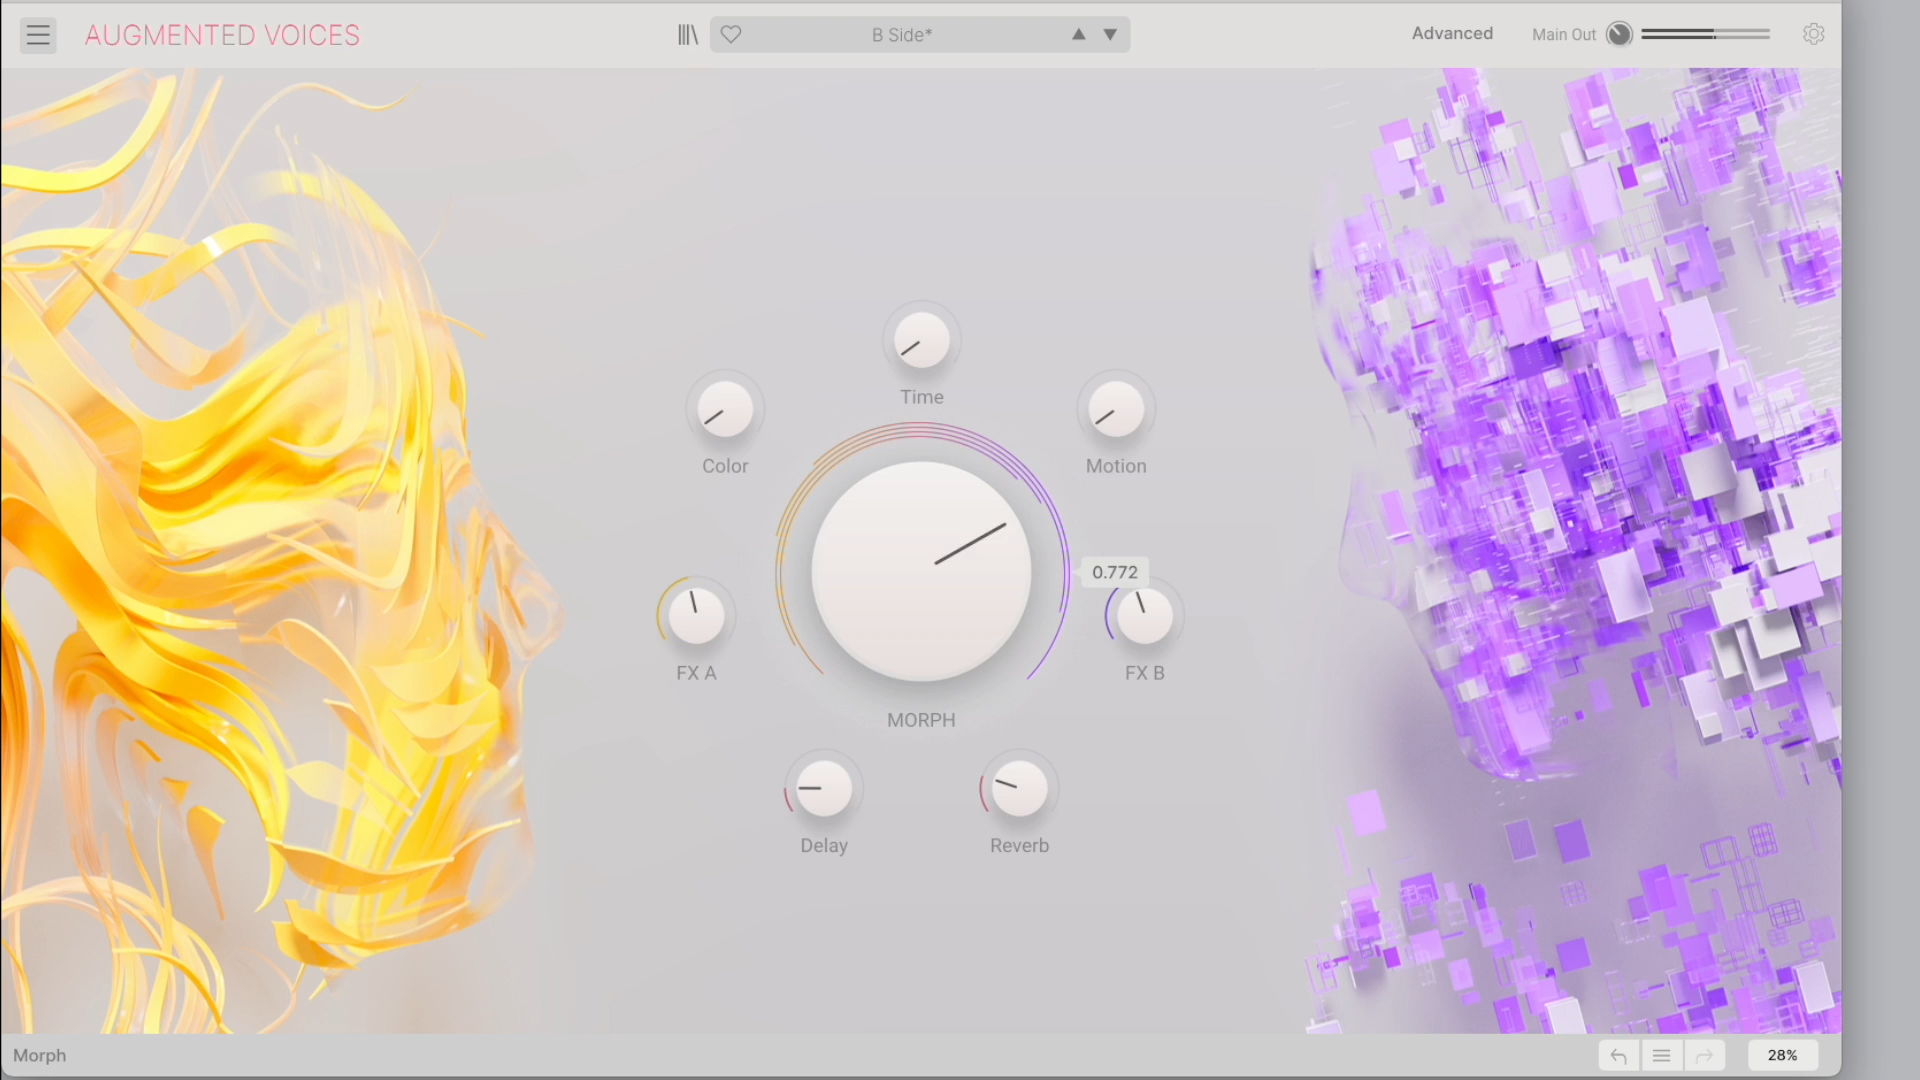 AUGMENTED VOICES
B Side*
Advanced
Main Out
Time
Color
Motion
0.772
FX A
FX B
MORPH
Delay
Reverb
Morph
28%